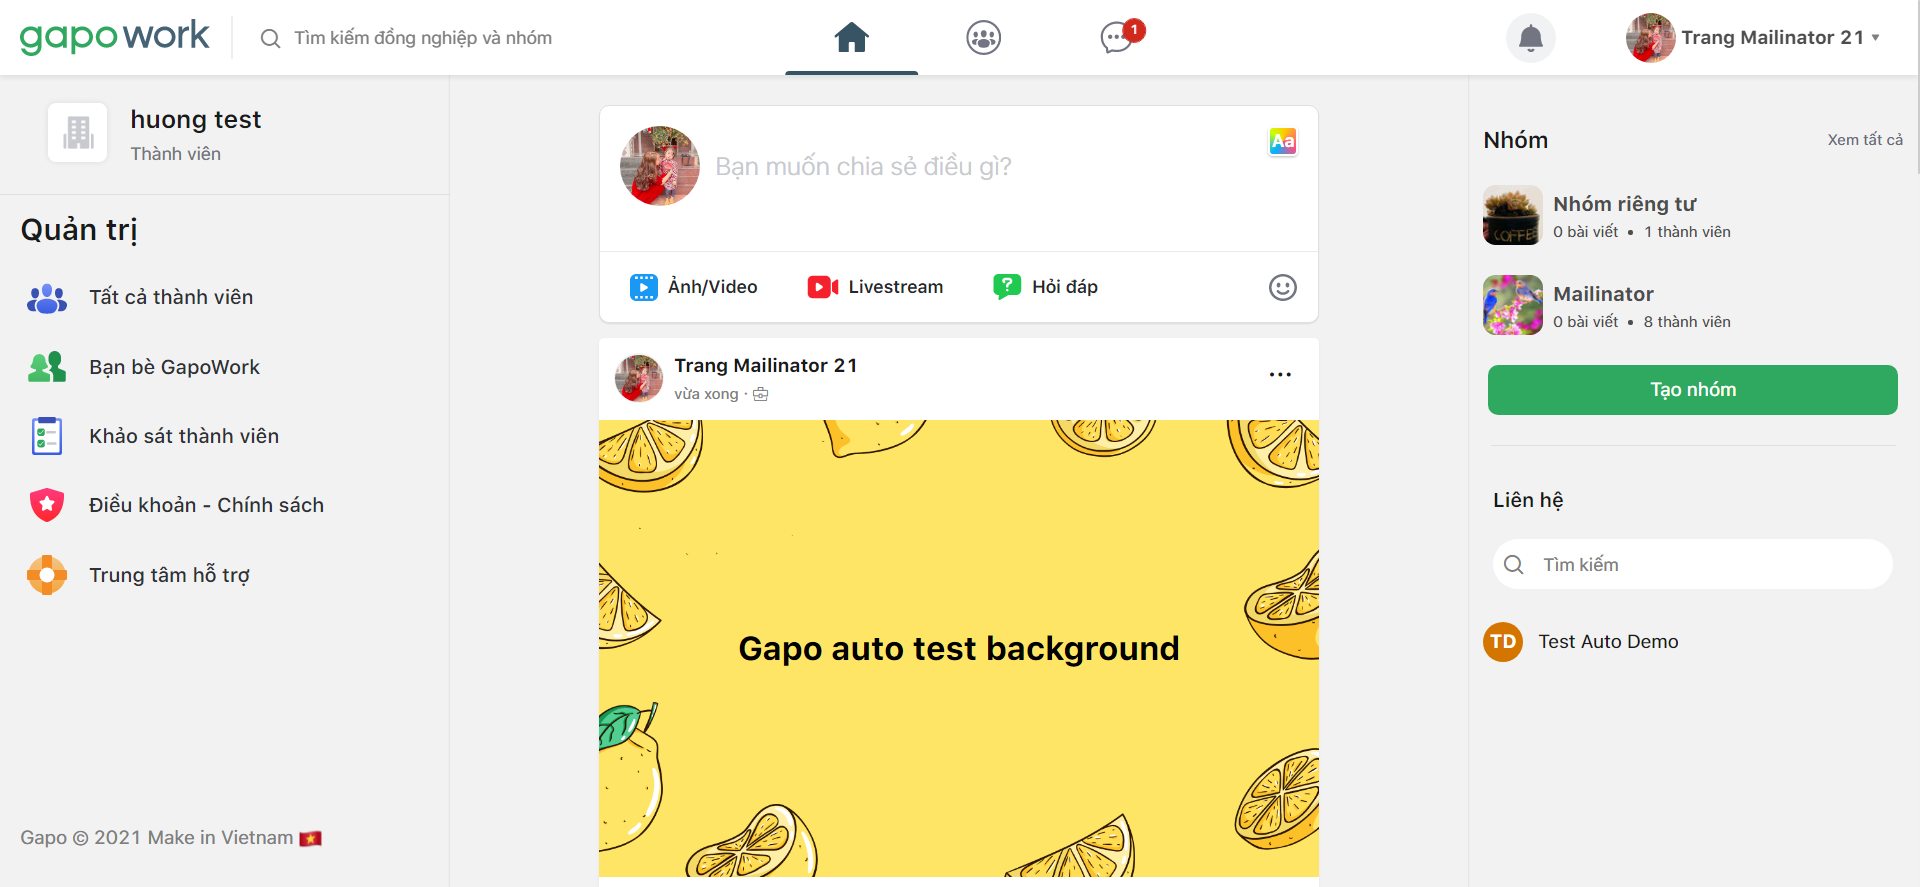 gapowork
Tìm kiếm đồng nghiệp và nhóm
1
Trang Mailinator 21
huong test
Thành viên
Quản trị
Tất cả thành viên
Bạn bè GapoWork
Khảo sát thành viên
Điều khoản - Chính sách
Trung tâm hỗ trợ
Gapo © 2021 Make in Vietnam
Bạn muốn chia sẻ điều gì?
Aa
Ảnh/Video
Livestream
Hỏi đáp
Trang Mailinator 21
vừa xong ·
Gapo auto test background
Nhóm
Xem tất cả
COFFEE
Nhóm riêng tư
0 bài viết • 1 thành viên
Mailinator
0 bài viết • 8 thành viên
Tạo nhóm
Liên hệ
Tìm kiếm
TD
Test Auto Demo